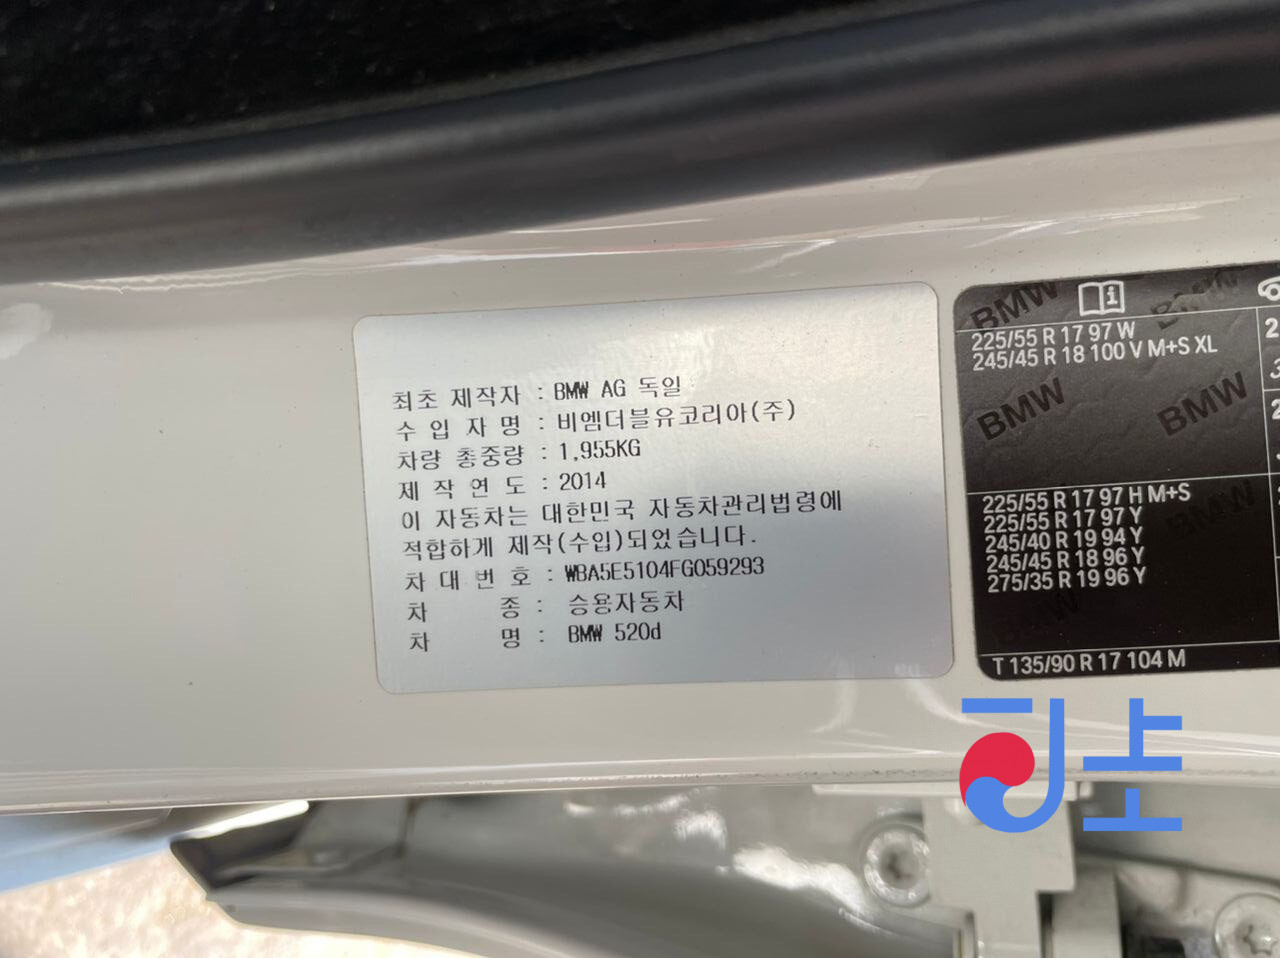 최초 제작자 : BMW AG 독일
수 입 자 명 : 비엠더블유코리아(주)
차량 총중량 : 1,955KG
제 작 연 도 : 2014
이 자동차는 대한민국 자동차관리법령에
적합하게 제작(수입)되었습니다.
차 대 번 호 : WBA5E5104FG059293
차 종 : 승용자동차
차 명 : BMW 520d
BMW
225/55 R 17 97 W
245/45 R 18 100 V M+S XL
BMW BMW
225/55 R 17 97 H M+S
225/55 R 17 97 Y
245/40 R 19 94 Y
245/45 R 18 96 Y
275/35 R 19 96 Y
T 135/90 R 17 104 M